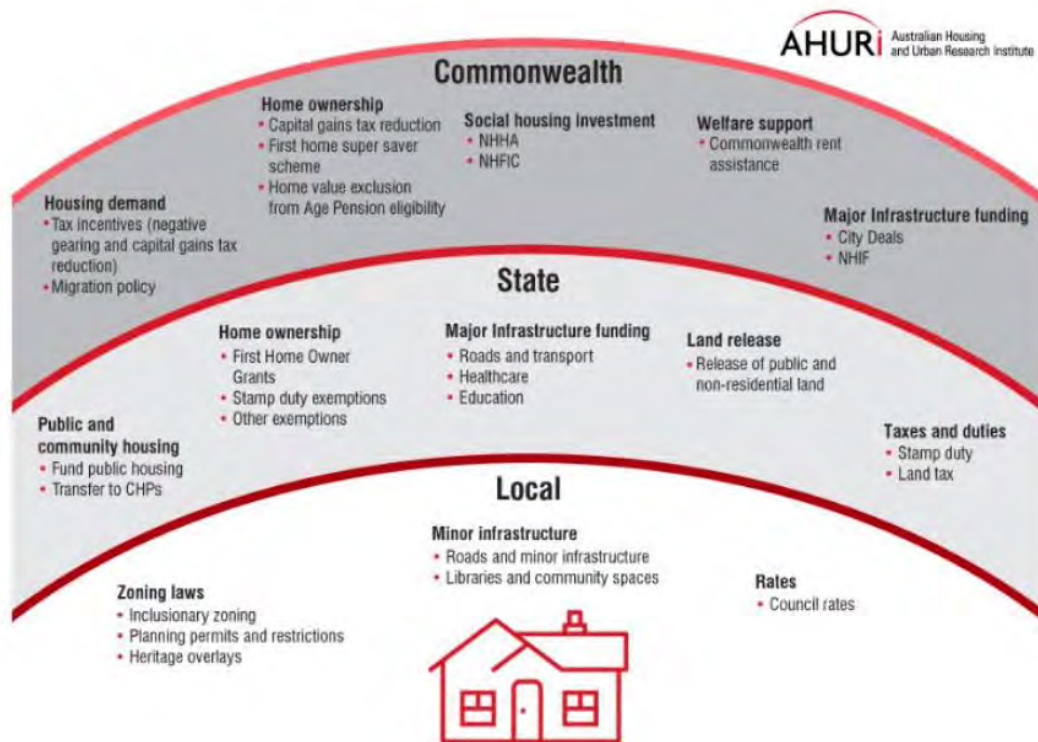 AHURi Australian Housing
and Urban Research Institute
Commonwealth
Housing demand
• Tax incentives (negative
gearing and capital gains tax
reduction)
• Migration policy
Home ownership
• Capital gains tax reduction
• First home super saver
scheme
• Home value exclusion
from Age Pension eligibility
Social housing investment
• NHHA
• NHFIC
Welfare support
• Commonwealth rent
assistance
Major Infrastructure funding
• City Deals
• NHIF
State
Public and
community housing
• Fund public housing
• Transfer to CHPs
Home ownership
• First Home Owner
Grants
• Stamp duty exemptions
• Other exemptions
Major Infrastructure funding
• Roads and transport
• Healthcare
• Education
Land release
• Release of public and
non-residential land
Taxes and duties
• Stamp duty
• Land tax
Local
Zoning laws
• Inclusionary zoning
• Planning permits and restrictions
• Heritage overlays
Minor infrastructure
• Roads and minor infrastructure
• Libraries and community spaces
Rates
• Council rates